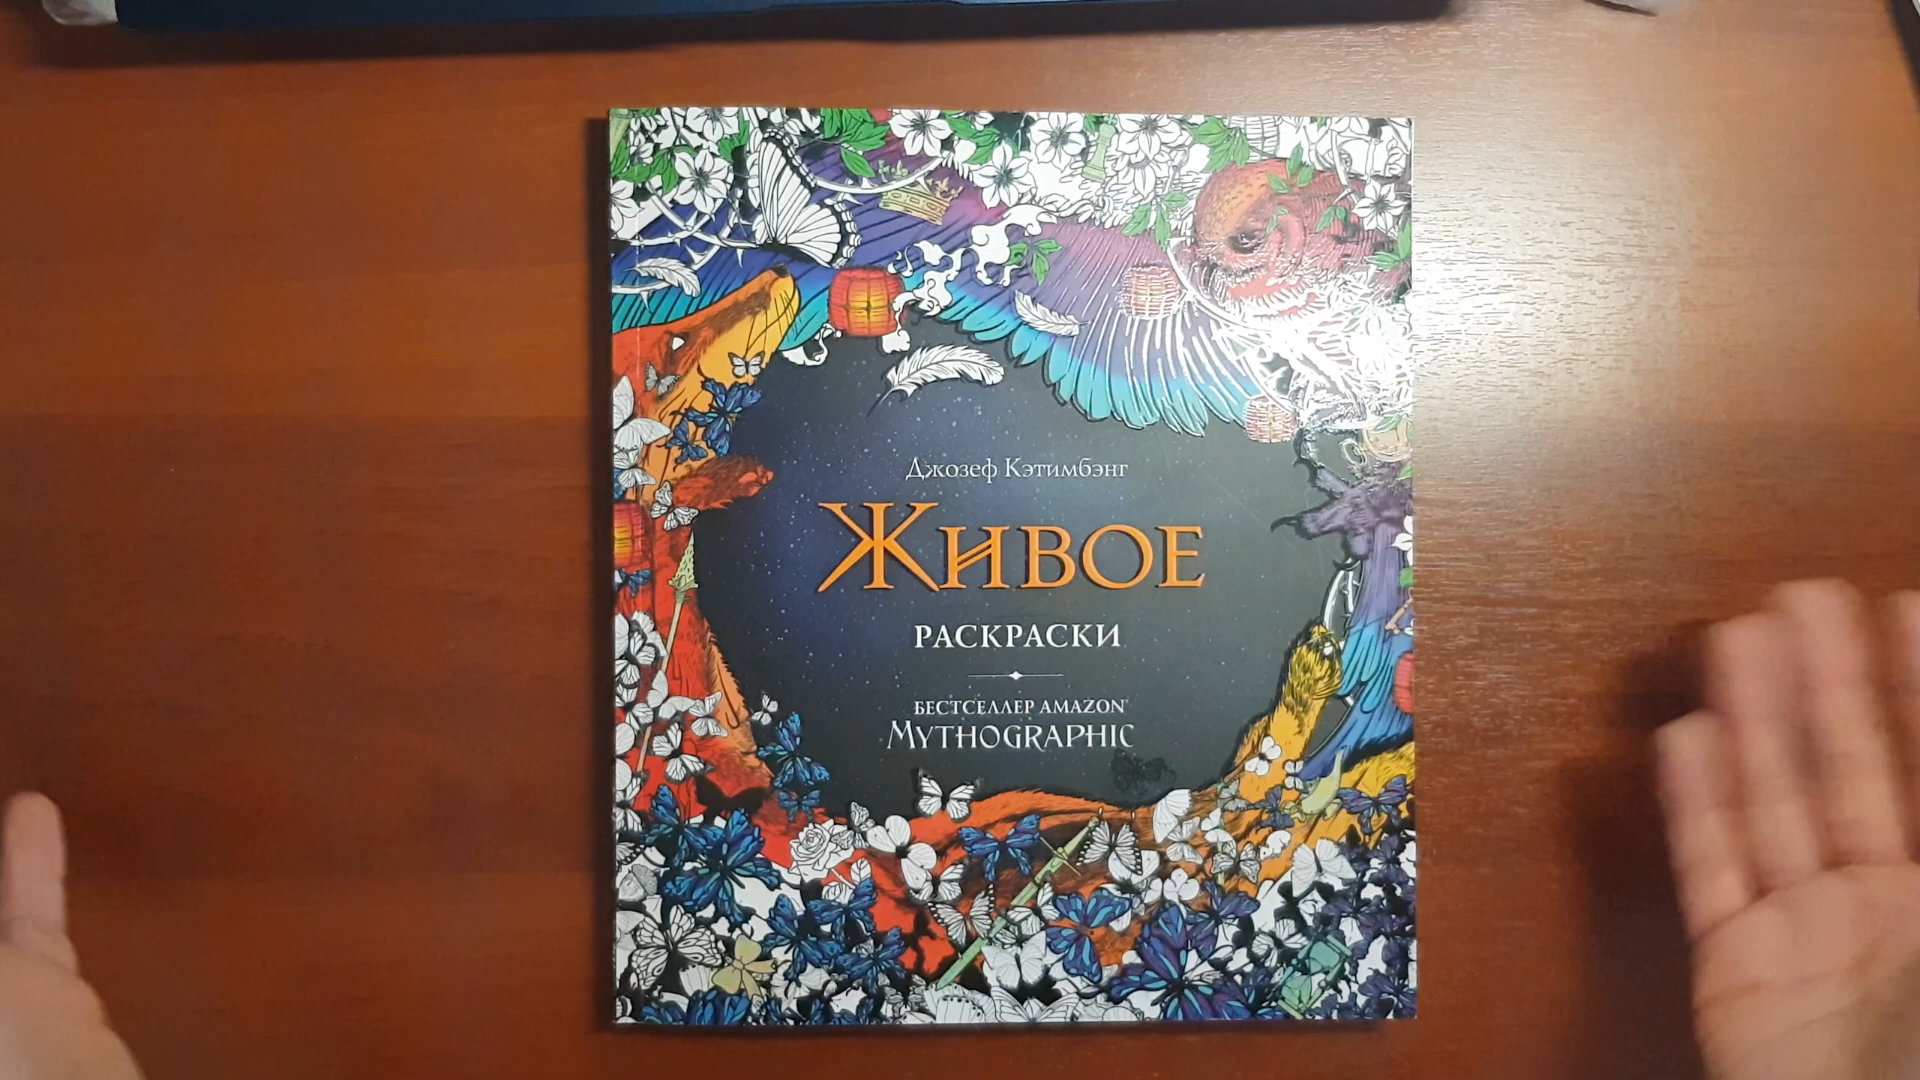 Джозеф Кэтимбэнг
Живое
РАСКРАСКИ
БЕСТСЕЛЛЕР AMAZON
MYTHOGRAPHIC